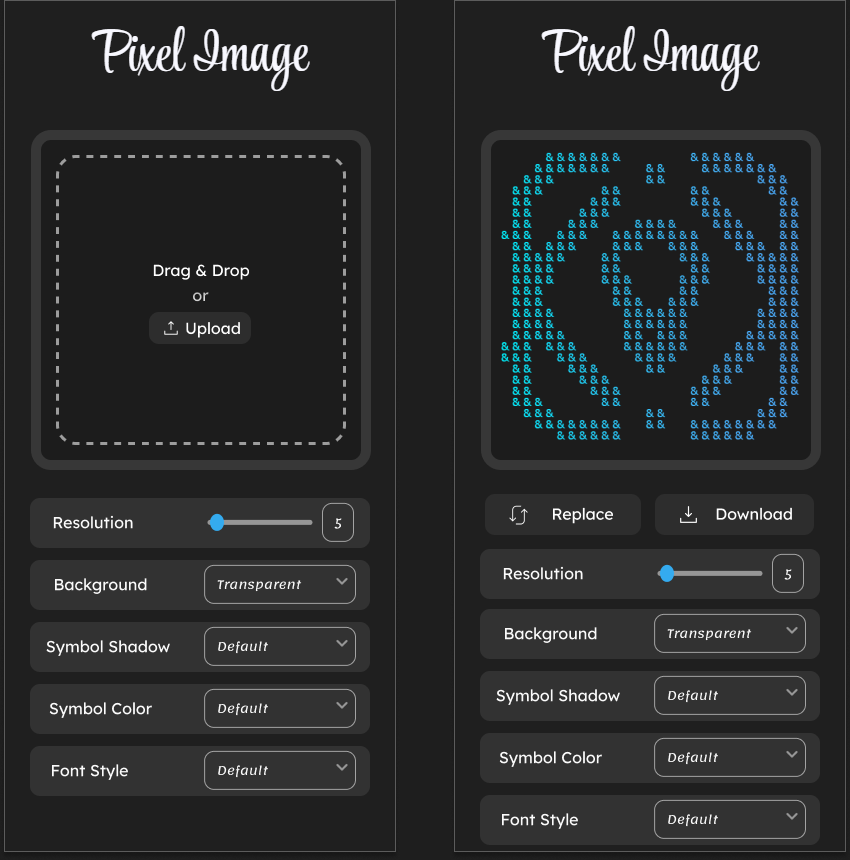 Pixel Image
Drag & Drop
or
Upload
Resolution 5
Background Transparent
Symbol Shadow Default
Symbol Color Default
Font Style Default
Pixel Image
Replace Download
Resolution 5
Background Transparent
Symbol Shadow Default
Symbol Color Default
Font Style Default